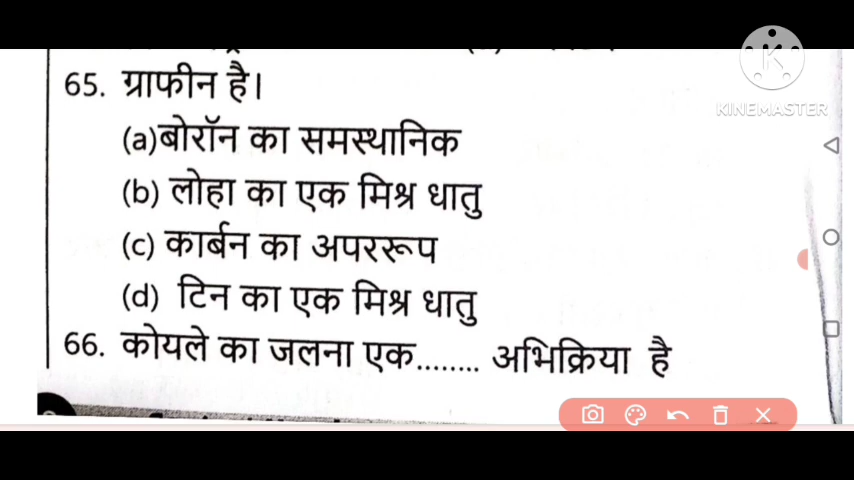 KINEMASTER
65. ग्राफीन है।
(a)बोरॉन का समस्थानिक
(b) लोहा का एक मिश्र धातु
(c) कार्बन का अपररूप
(d) टिन का एक मिश्र धातु
66. कोयले का जलना एक........ अभिक्रिया है